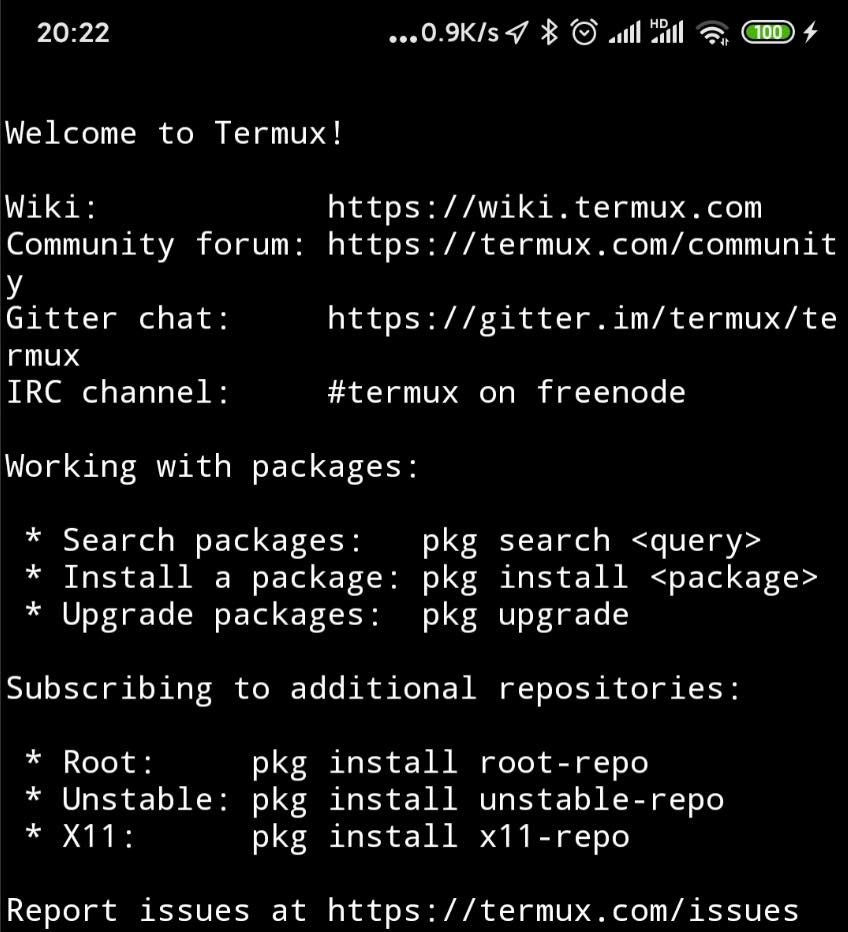 20:22 ...0.9K/s HD 100
Welcome to Termux!
Wiki: https://wiki.termux.com
Community forum: https://termux.com/communit
y
Gitter chat: https://gitter.im/termux/te
rmux
IRC channel: #termux on freenode
Working with packages:
* Search packages: pkg search <query>
* Install a package: pkg install <package>
* Upgrade packages: pkg upgrade
Subscribing to additional repositories:
* Root: pkg install root-repo
* Unstable: pkg install unstable-repo
* X11: pkg install x11-repo
Report issues at https://termux.com/issues